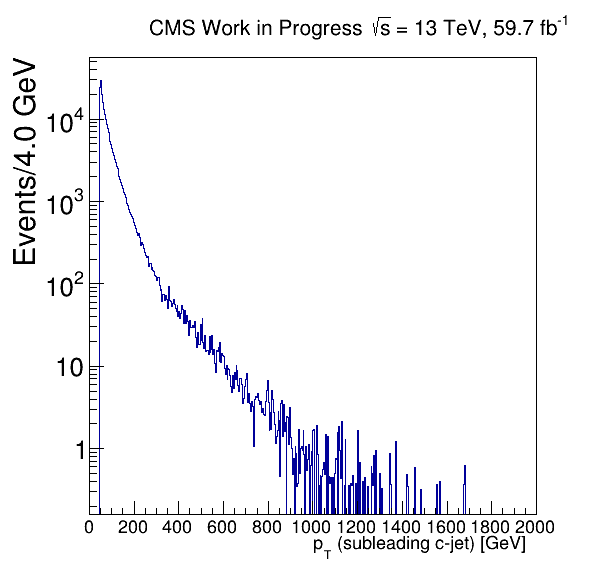 CMS Work in Progress √s = 13 TeV, 59.7 fb⁻¹
Events/4.0 GeV
10⁴
10³
10²
10
1
0 200 400 600 800 1000 1200 1400 1600 1800 2000
p_T (subleading c-jet) [GeV]